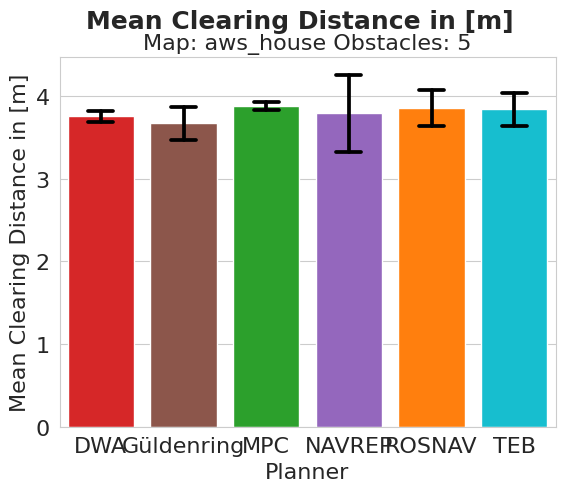 Mean Clearing Distance in [m]
Map: aws_house Obstacles: 5
Mean Clearing Distance in [m]
4
3
2
1
0
DWA Güldenring MPC NAVREP ROSNAV TEB
Planner